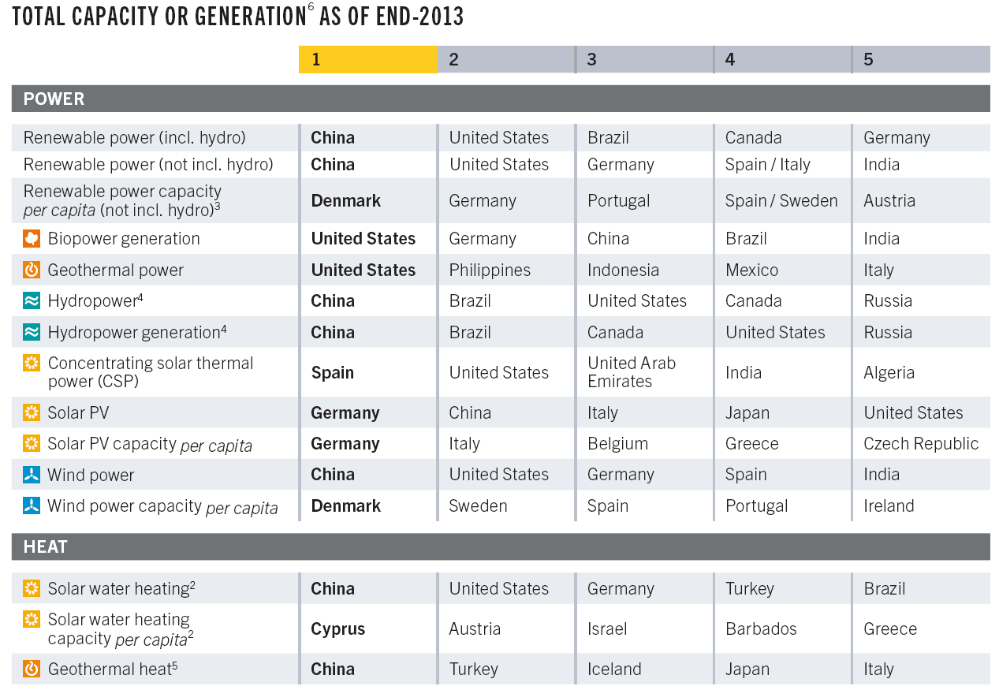 TOTAL CAPACITY OR GENERATION6 AS OF END-2013
1 2 3 4 5
POWER
Renewable power (incl. hydro) China United States Brazil Canada Germany
Renewable power (not incl. hydro) China United States Germany Spain / Italy India
Renewable power capacity
per capita (not incl. hydro)3 Denmark Germany Portugal Spain / Sweden Austria
Biopower generation United States Germany China Brazil India
Geothermal power United States Philippines Indonesia Mexico Italy
Hydropower4 China Brazil United States Canada Russia
Hydropower generation4 China Brazil Canada United States Russia
Concentrating solar thermal
power (CSP) Spain United States United Arab
Emirates India Algeria
Solar PV Germany China Italy Japan United States
Solar PV capacity per capita Germany Italy Belgium Greece Czech Republic
Wind power China United States Germany Spain India
Wind power capacity per capita Denmark Sweden Spain Portugal Ireland
HEAT
Solar water heating2 China United States Germany Turkey Brazil
Solar water heating
capacity per capita2 Cyprus Austria Israel Barbados Greece
Geothermal heat5 China Turkey Iceland Japan Italy